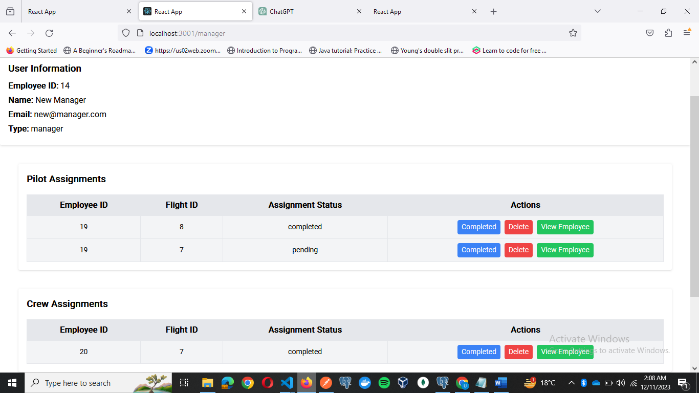 React App
React App
ChatGPT
React App
localhost:3001/manager
Getting Started
A Beginner's Roadma...
https://us02web.zoom...
Introduction to Progra...
Java tutorial: Practice ...
Young's double slit pr...
Learn to code for free ...
User Information
Employee ID: 14
Name: New Manager
Email: new@manager.com
Type: manager
Pilot Assignments
Employee ID Flight ID Assignment Status Actions
19 8 completed Completed Delete View Employee
19 7 pending Completed Delete View Employee
Crew Assignments
Employee ID Flight ID Assignment Status Actions
20 7 completed Completed Delete View Employee
Activate Windows
to activate Windows.
Type here to search
18°C
2:08 AM
12/11/2023